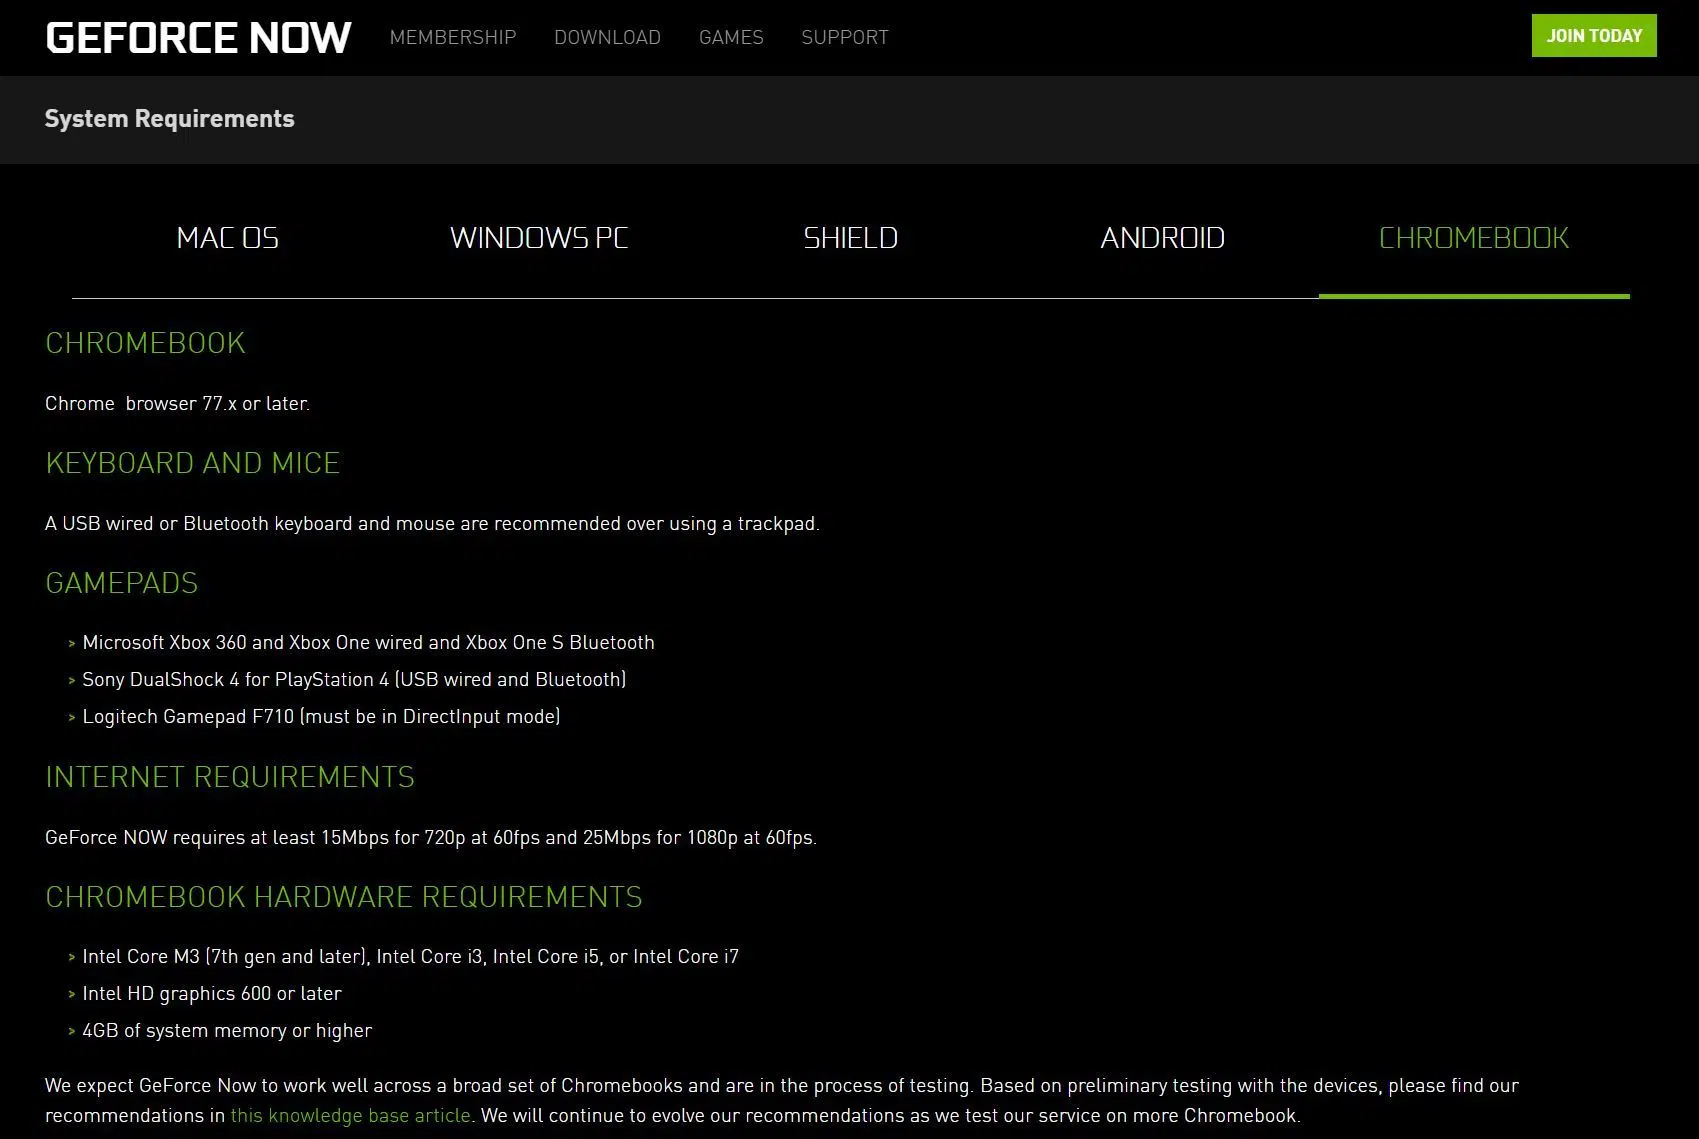 GEFORCE NOW MEMBERSHIP DOWNLOAD GAMES SUPPORT JOIN TODAY
System Requirements
MAC OS WINDOWS PC SHIELD ANDROID CHROMEBOOK
CHROMEBOOK
Chrome  browser 77.x or later.
KEYBOARD AND MICE
A USB wired or Bluetooth keyboard and mouse are recommended over using a trackpad.
GAMEPADS
> Microsoft Xbox 360 and Xbox One wired and Xbox One S Bluetooth
> Sony DualShock 4 for PlayStation 4 (USB wired and Bluetooth)
> Logitech Gamepad F710 (must be in DirectInput mode)
INTERNET REQUIREMENTS
GeForce NOW requires at least 15Mbps for 720p at 60fps and 25Mbps for 1080p at 60fps.
CHROMEBOOK HARDWARE REQUIREMENTS
> Intel Core M3 (7th gen and later), Intel Core i3, Intel Core i5, or Intel Core i7
> Intel HD graphics 600 or later
> 4GB of system memory or higher
We expect GeForce Now to work well across a broad set of Chromebooks and are in the process of testing. Based on preliminary testing with the devices, please find our
recommendations in this knowledge base article. We will continue to evolve our recommendations as we test our service on more Chromebook.